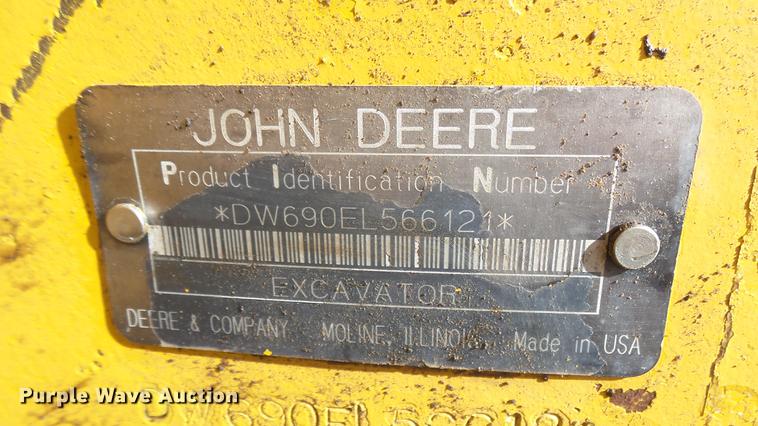 JOHN DEERE
Product Identification Number
*DW690EL566121*
EXCAVATOR
DEERE & COMPANY MOLINE, ILLINOIS Made in USA
Purple Wave Auction